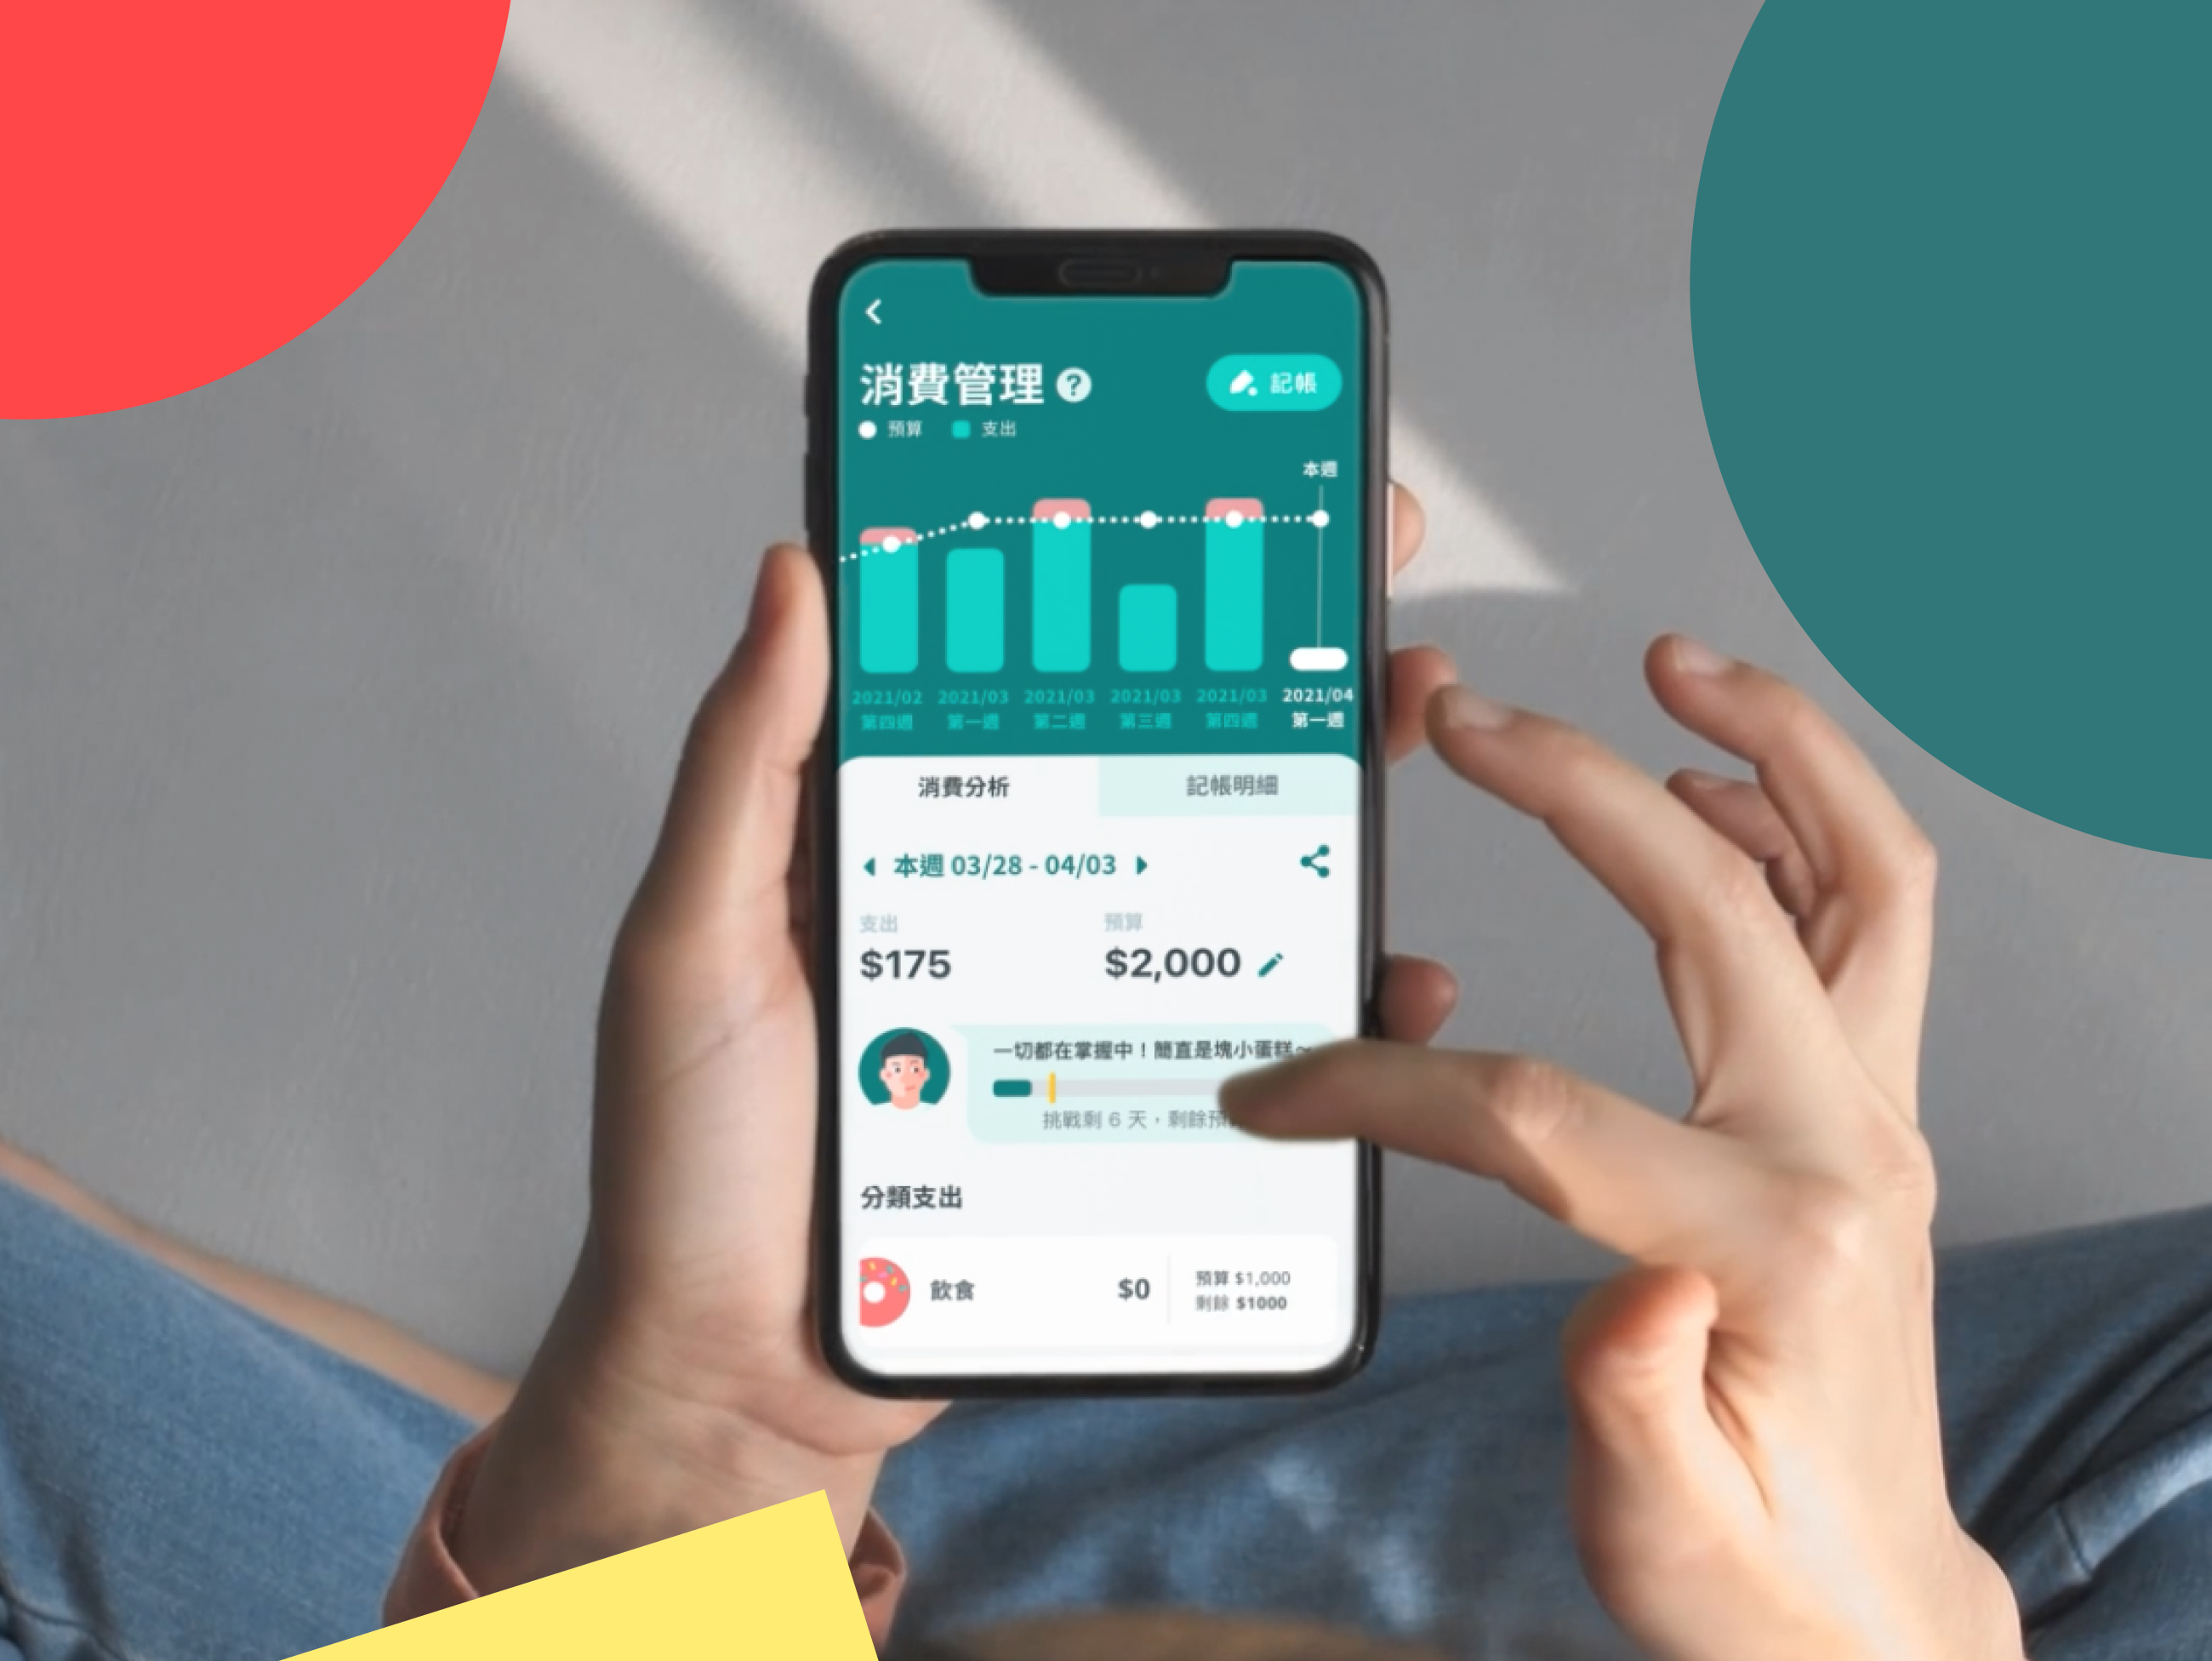 消費管理 ?
記帳
預算 支出
本週
2021/02 2021/03 2021/03 2021/03 2021/03 2021/04
第四週 第一週 第二週 第三週 第四週 第一週
消費分析 記帳明細
本週 03/28 - 04/03
支出 預算
$175 $2,000
一切都在掌握中！簡直是塊小蛋糕～
挑戰剩 6 天，剩餘預
分類支出
飲食 $0 預算 $1,000
剩餘 $1000